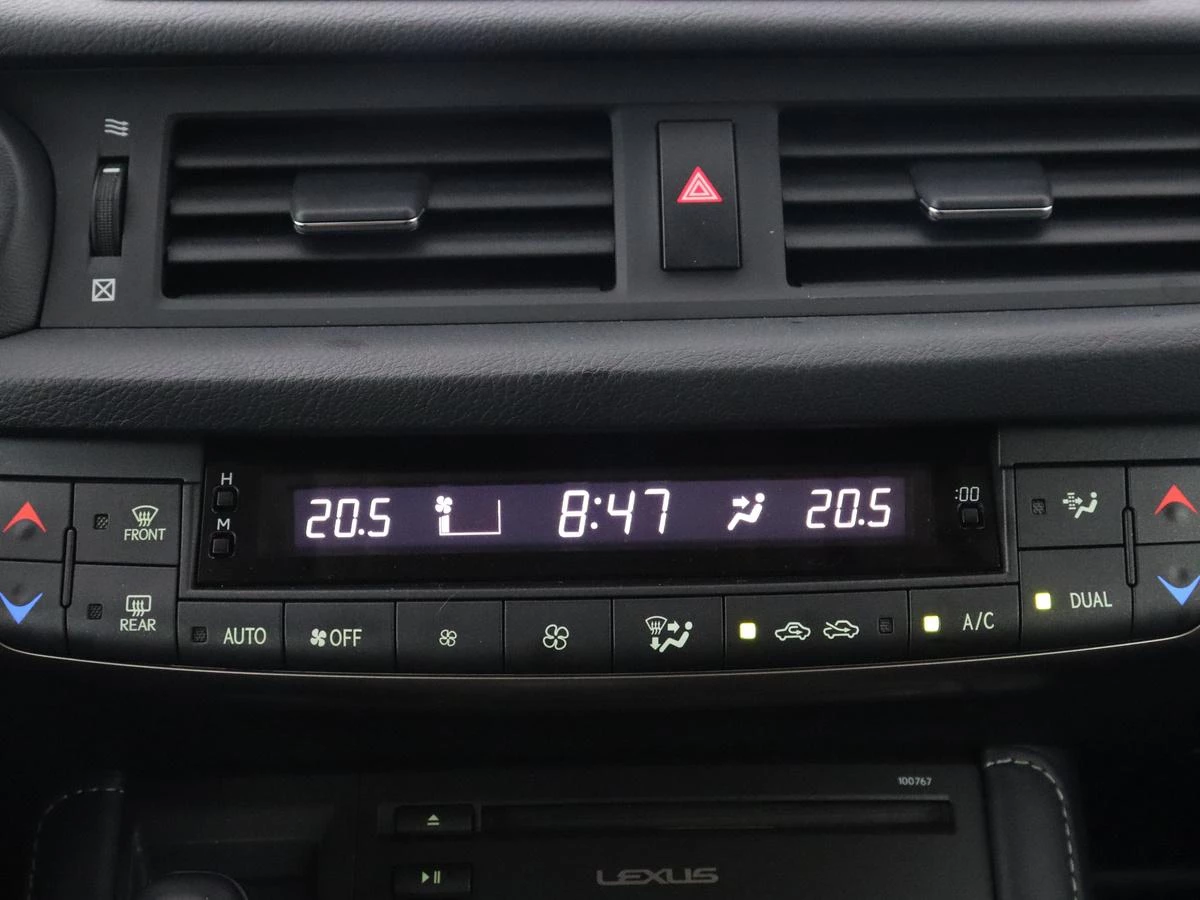 H
M
20.5 8:47 20.5
:00
FRONT
REAR
AUTO
OFF
A/C
DUAL
100767
LEXUS